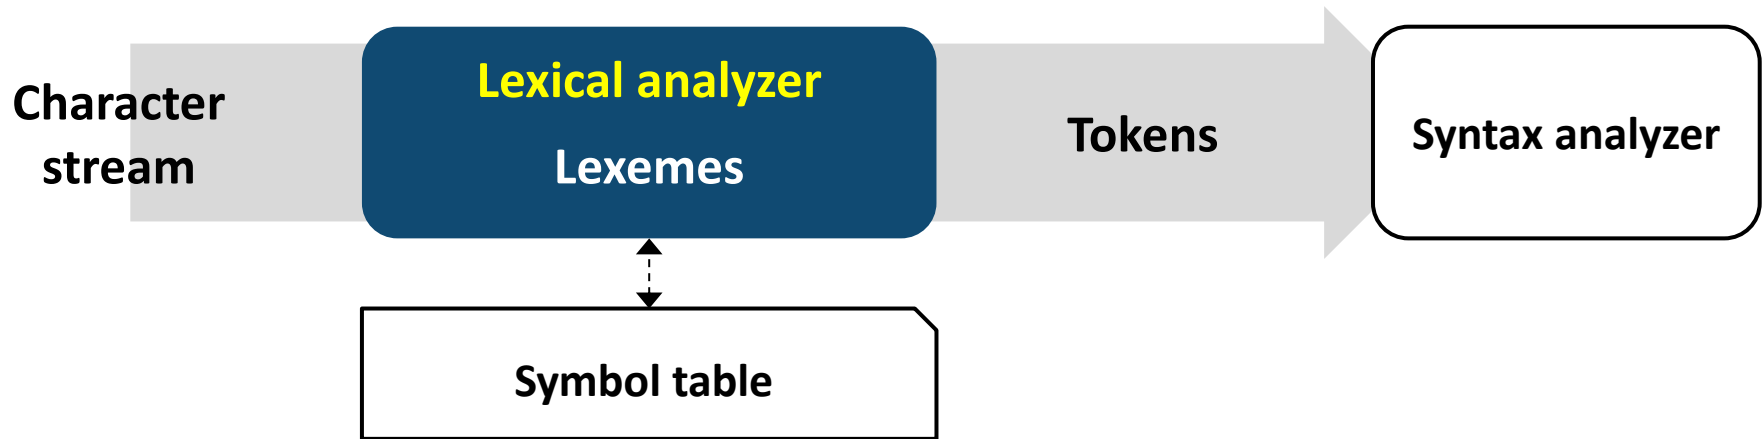 Character
stream
Lexical analyzer
Lexemes
Tokens
Syntax analyzer
Symbol table